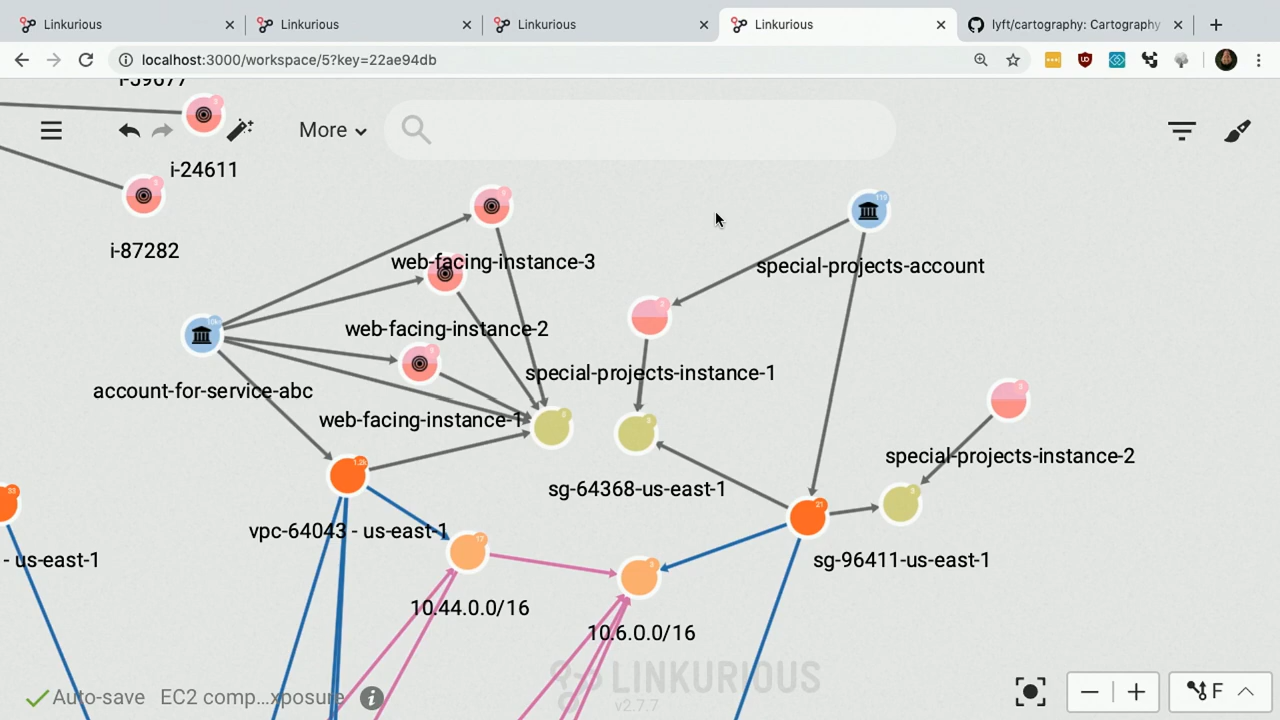 Linkurious
Linkurious
Linkurious
Linkurious
lyft/cartography: Cartography
localhost:3000/workspace/5?key=22ae94db
i-39677
More
i-24611
i-87282
web-facing-instance-3
special-projects-account
web-facing-instance-2
special-projects-instance-1
account-for-service-abc
web-facing-instance-1
special-projects-instance-2
sg-64368-us-east-1
vpc-64043 - us-east-1
- us-east-1
sg-96411-us-east-1
10.44.0.0/16
10.6.0.0/16
LINKURIOUS
v2.7.7
Auto-save EC2 comp...xposure
F